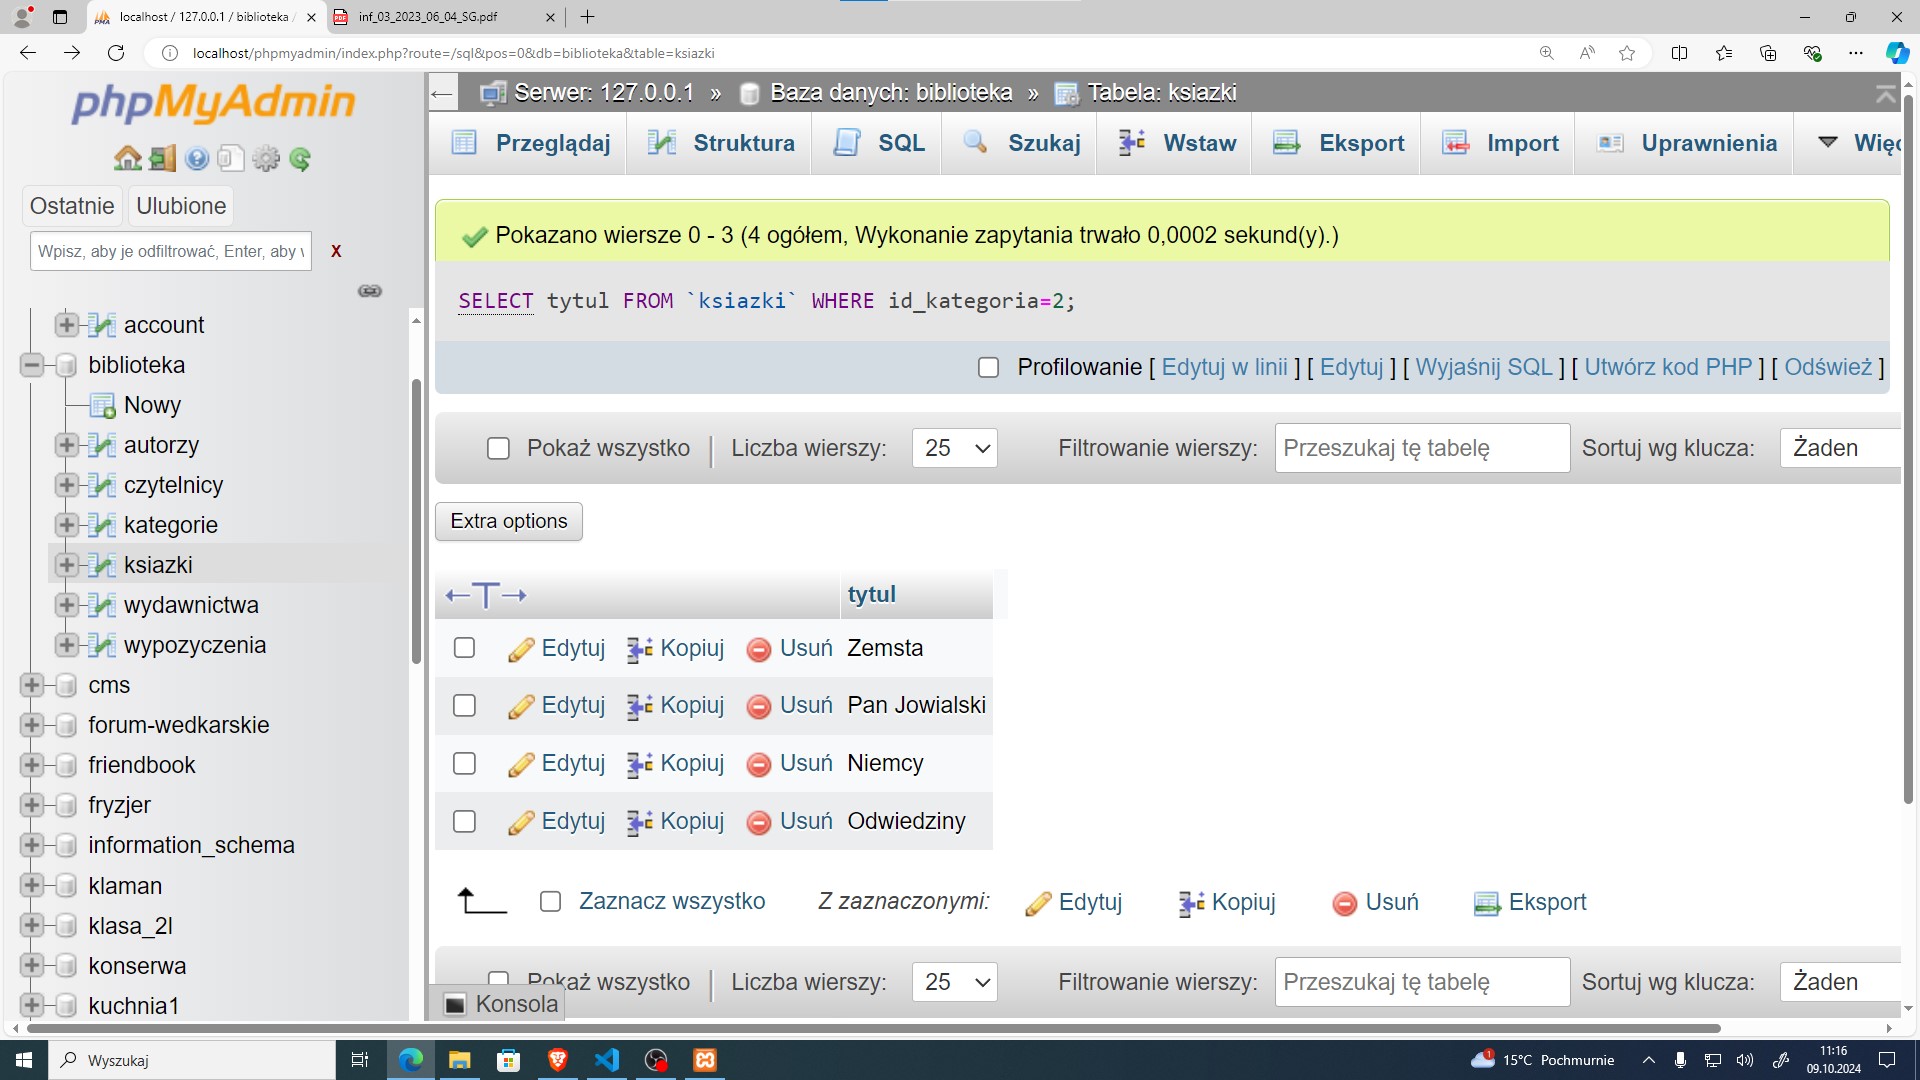 localhost / 127.0.0.1 / biblioteka /
inf_03_2023_06_04_SG.pdf
localhost/phpmyadmin/index.php?route=/sql&pos=0&db=biblioteka&table=ksiazki
phpMyAdmin
Ostatnie
Ulubione
Wpisz, aby je odfiltrować, Enter, aby
X
account
biblioteka
Nowy
autorzy
czytelnicy
kategorie
ksiazki
wydawnictwa
wypozyczenia
cms
forum-wedkarskie
friendbook
fryzjer
information_schema
klaman
klasa_2l
konserwa
kuchnia1
Serwer: 127.0.0.1 » Baza danych: biblioteka » Tabela: ksiazki
Przeglądaj Struktura SQL Szukaj Wstaw Eksport Import Uprawnienia Więc
Pokazano wiersze 0 - 3 (4 ogółem, Wykonanie zapytania trwało 0,0002 sekund(y).)
SELECT tytul FROM `ksiazki` WHERE id_kategoria=2;
Profilowanie [ Edytuj w linii ] [ Edytuj ] [ Wyjaśnij SQL ] [ Utwórz kod PHP ] [ Odśwież ]
Pokaż wszystko | Liczba wierszy: 25 Filtrowanie wierszy: Przeszukaj tę tabelę Sortuj wg klucza: Żaden
Extra options
←T→ tytul
Edytuj Kopiuj Usuń Zemsta
Edytuj Kopiuj Usuń Pan Jowialski
Edytuj Kopiuj Usuń Niemcy
Edytuj Kopiuj Usuń Odwiedziny
Zaznacz wszystko Z zaznaczonymi: Edytuj Kopiuj Usuń Eksport
Pokaż wszystko | Liczba wierszy: 25 Filtrowanie wierszy: Przeszukaj tę tabelę Sortuj wg klucza: Żaden
Konsola
Wyszukaj
1
15°C Pochmurnie
11:16
09.10.2024